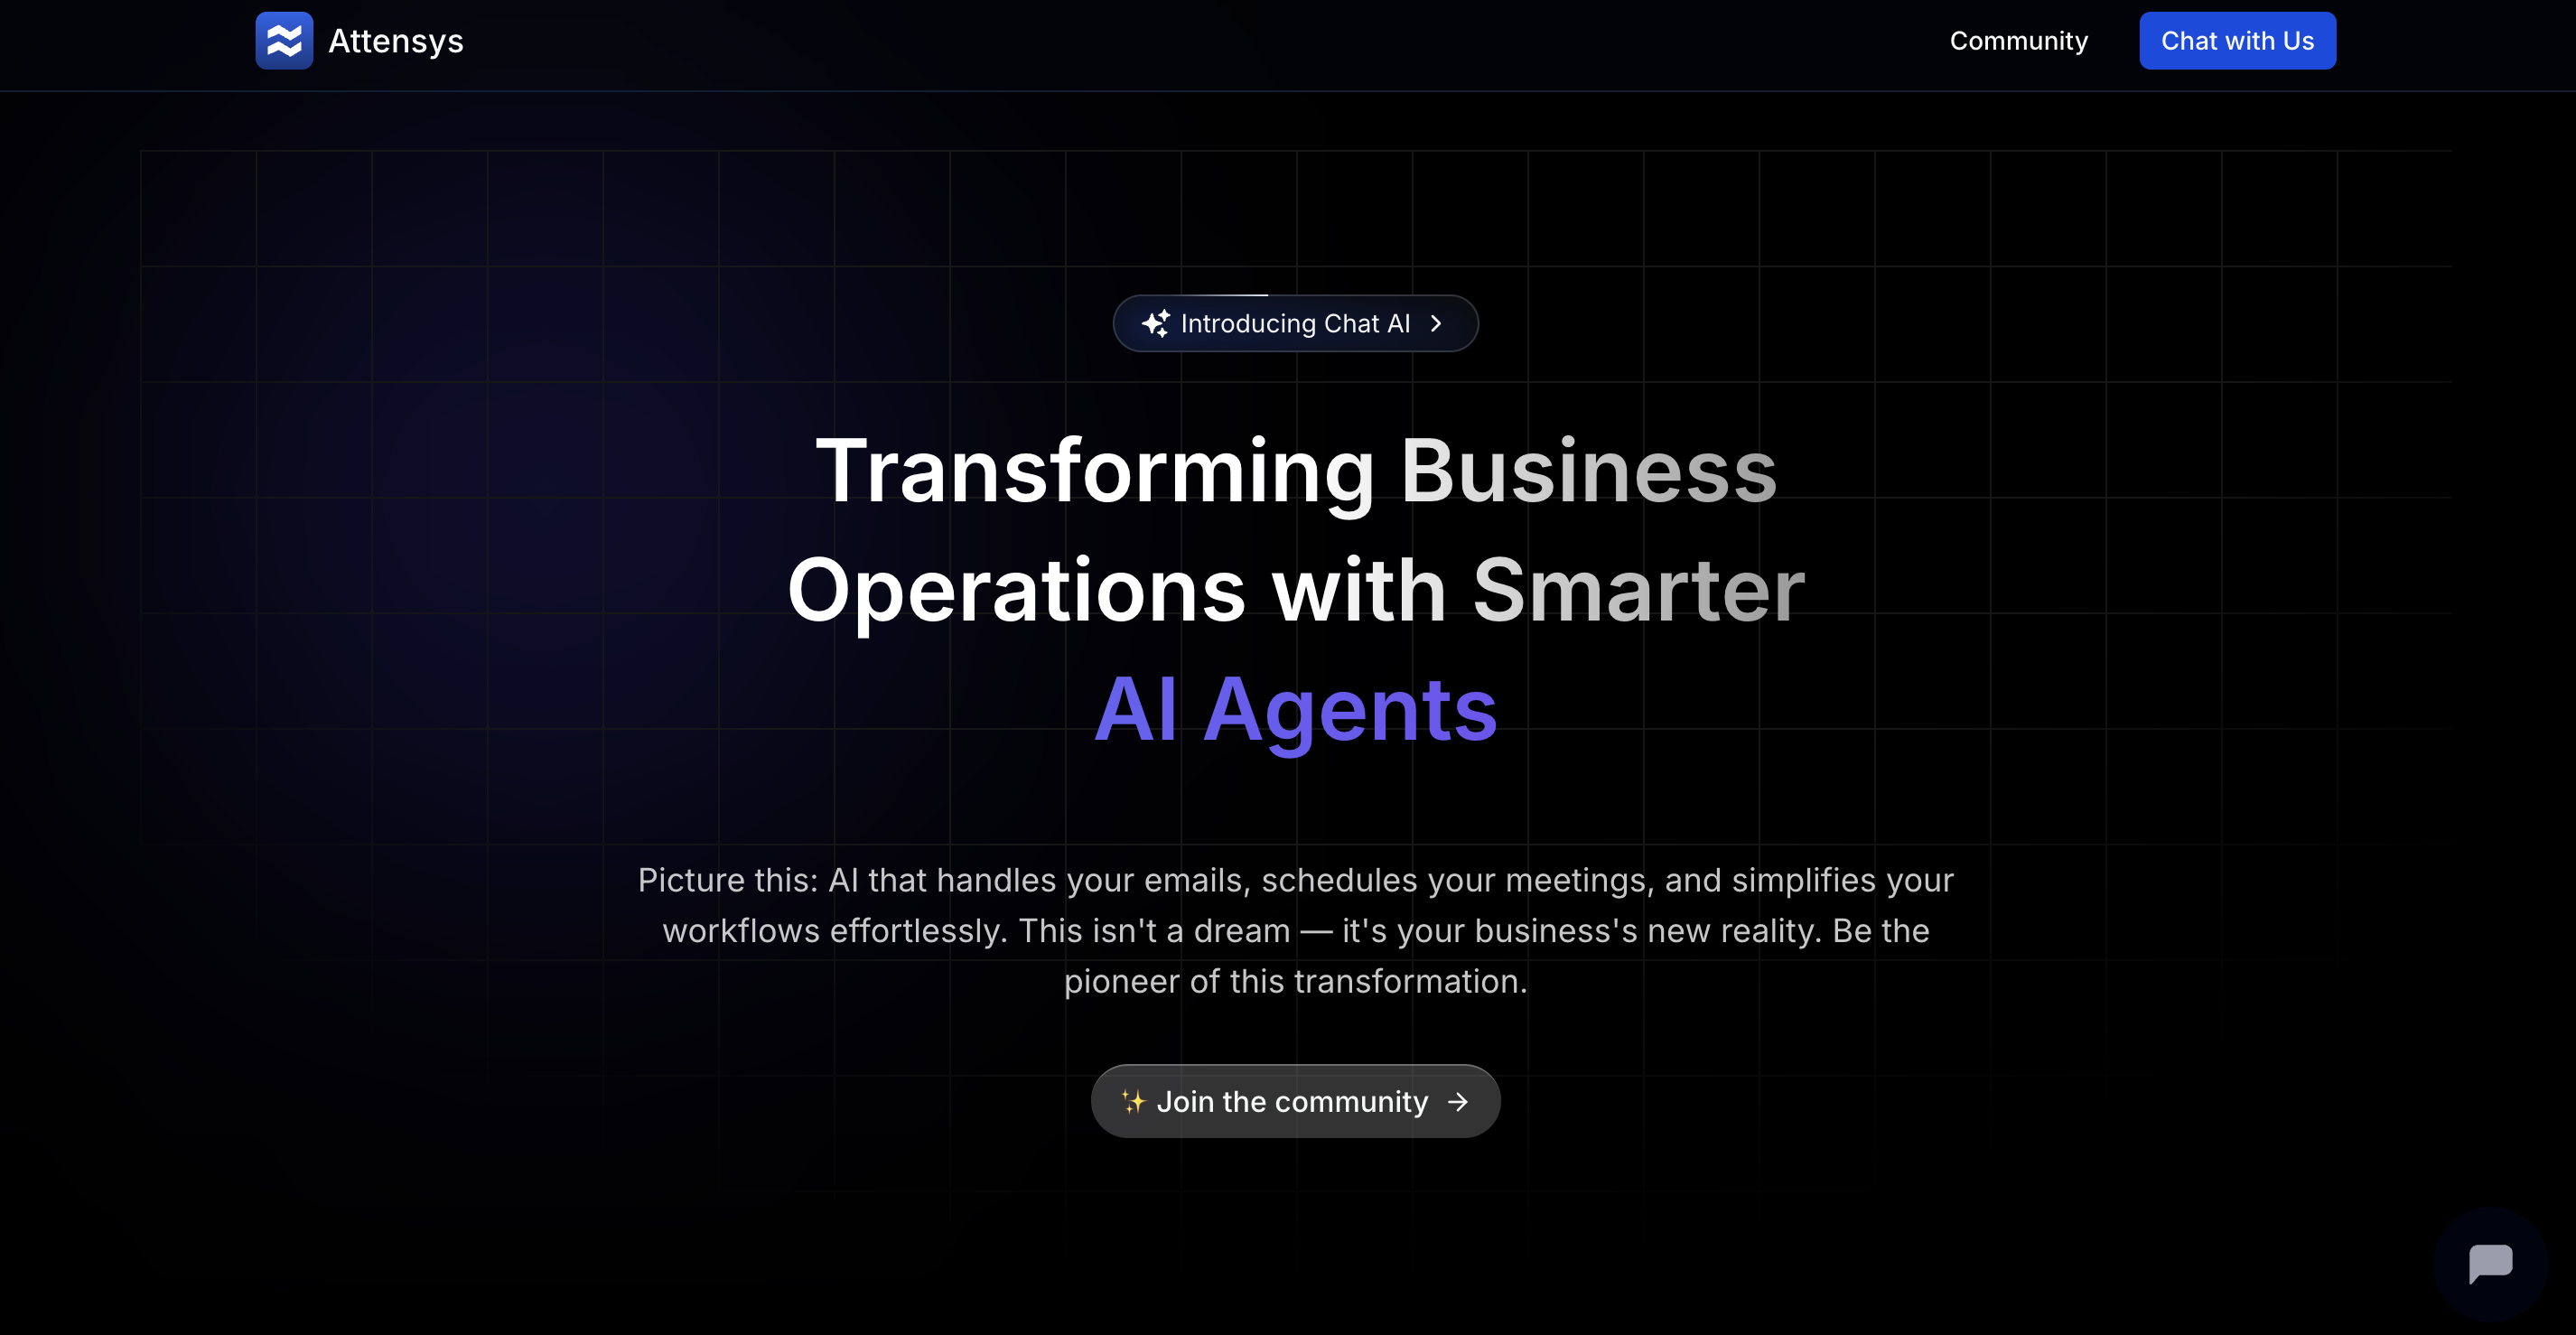 Attensys
Community
Chat with Us
Introducing Chat AI
Transforming Business
Operations with Smarter
AI Agents
Picture this: AI that handles your emails, schedules your meetings, and simplifies your
workflows effortlessly. This isn't a dream — it's your business's new reality. Be the
pioneer of this transformation.
✨ Join the community →